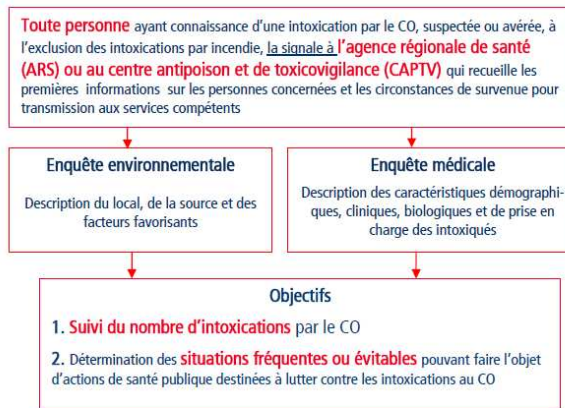 Toute personne ayant connaissance d'une intoxication par le CO, suspectée ou avérée, à
l'exclusion des intoxications par incendie, la signale à l'agence régionale de santé
(ARS) ou au centre antipoison et de toxicovigilance (CAPTV) qui recueille les
premières informations sur les personnes concernées et les circonstances de survenue pour
transmission aux services compétents
Enquête environnementale
Description du local, de la source et des
facteurs favorisants
Enquête médicale
Description des caractéristiques démographi-
ques, cliniques, biologiques et de prise en
charge des intoxiqués
Objectifs
1. Suivi du nombre d'intoxications par le CO
2. Détermination des situations fréquentes ou évitables pouvant faire l'objet
d'actions de santé publique destinées à lutter contre les intoxications au CO